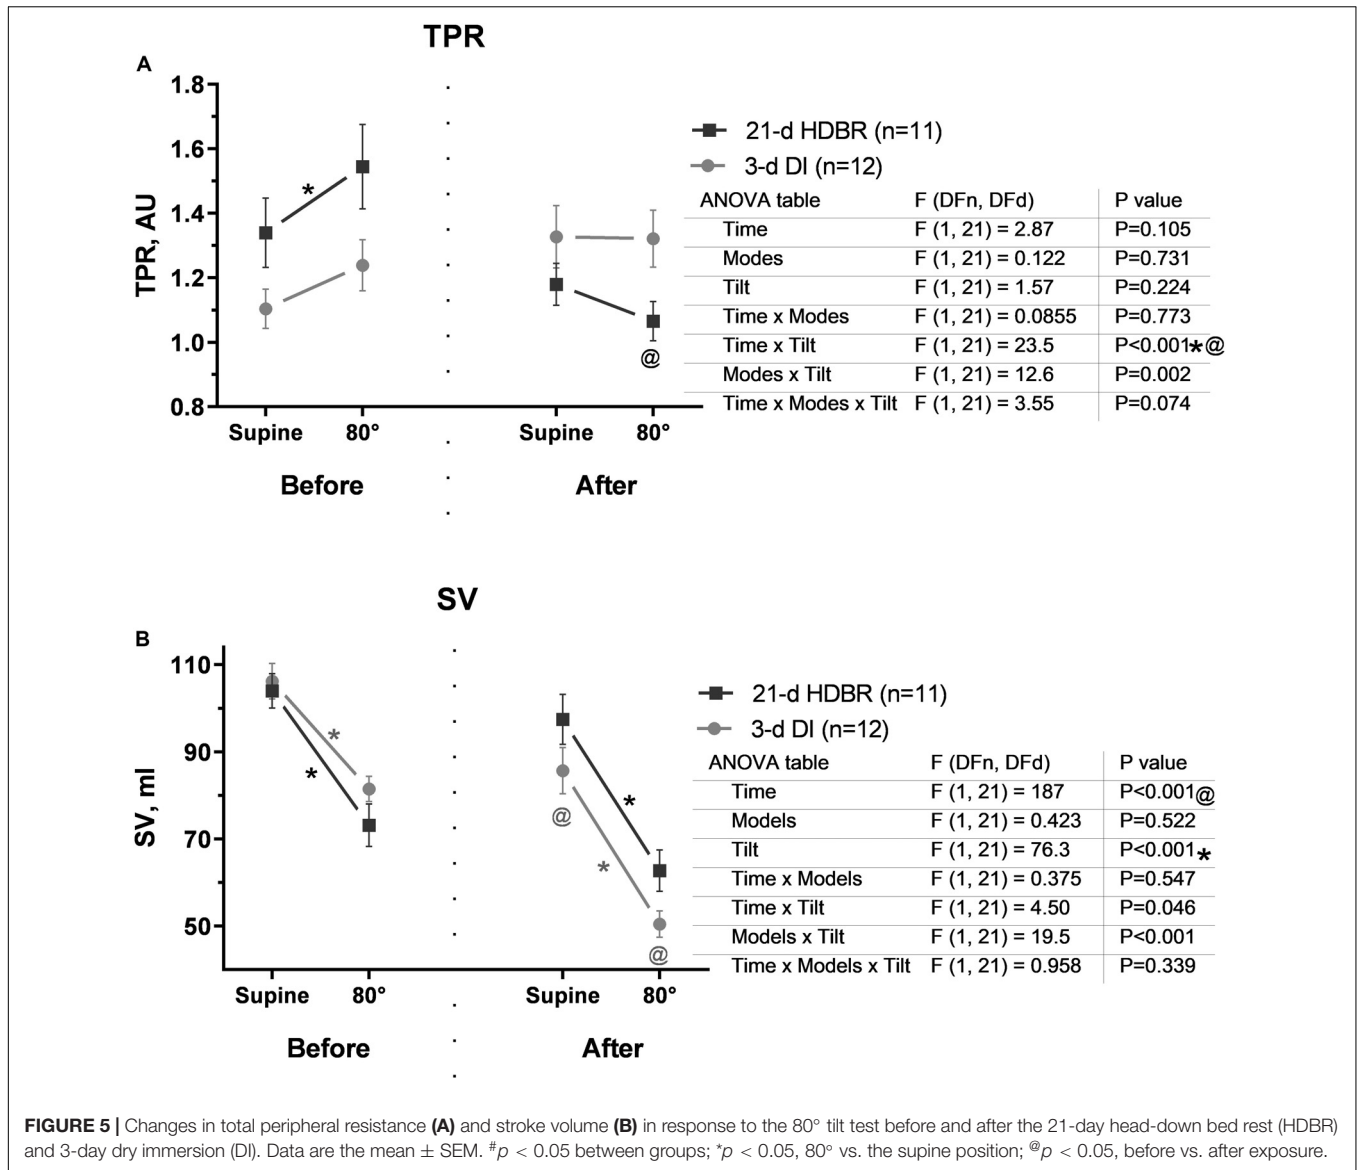 TPR
A
1.8
1.6
1.4
1.2
1.0
0.8
TPR, AU
*
@
Supine 80° Supine 80°
Before After
21-d HDBR (n=11)
3-d DI (n=12)
ANOVA table F (DFn, DFd) P value
Time F (1, 21) = 2.87 P=0.105
Modes F (1, 21) = 0.122 P=0.731
Tilt F (1, 21) = 1.57 P=0.224
Time x Modes F (1, 21) = 0.0855 P=0.773
Time x Tilt F (1, 21) = 23.5 P<0.001*@
Modes x Tilt F (1, 21) = 12.6 P=0.002
Time x Modes x Tilt F (1, 21) = 3.55 P=0.074
SV
B
110
90
70
50
SV, ml
*
*
*
*
@
@
Supine 80° Supine 80°
Before After
21-d HDBR (n=11)
3-d DI (n=12)
ANOVA table F (DFn, DFd) P value
Time F (1, 21) = 187 P<0.001@
Models F (1, 21) = 0.423 P=0.522
Tilt F (1, 21) = 76.3 P<0.001*
Time x Models F (1, 21) = 0.375 P=0.547
Time x Tilt F (1, 21) = 4.50 P=0.046
Models x Tilt F (1, 21) = 19.5 P<0.001
Time x Models x Tilt F (1, 21) = 0.958 P=0.339
FIGURE 5 | Changes in total peripheral resistance (A) and stroke volume (B) in response to the 80° tilt test before and after the 21-day head-down bed rest (HDBR)
and 3-day dry immersion (DI). Data are the mean ± SEM. #p < 0.05 between groups; *p < 0.05, 80° vs. the supine position; @p < 0.05, before vs. after exposure.